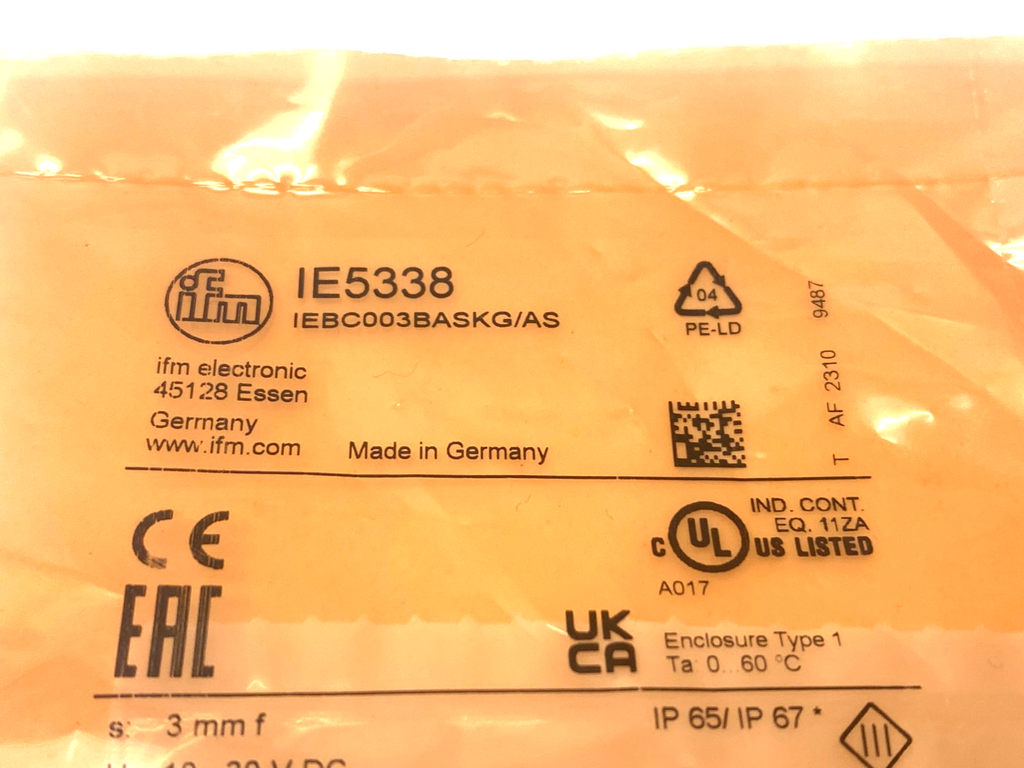 ifm
IE5338
IEBC003BASKG/AS
04
PE-LD
T AF 2310 9487
ifm electronic
45128 Essen
Germany
www.ifm.com
Made in Germany
CE
EAC
C UL US LISTED
IND. CONT.
EQ. 11ZA
A017
UK
CA
Enclosure Type 1
Ta: 0...60 °C
s: 3 mm f
IP 65/ IP 67 *
III